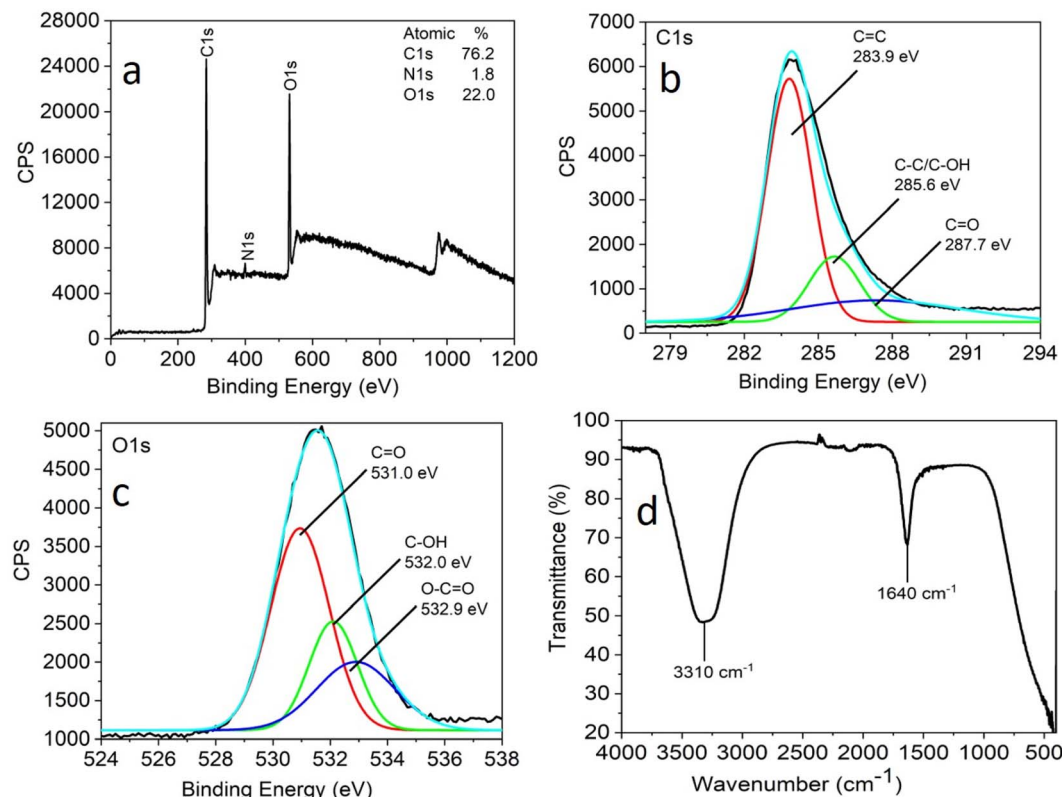 a
28000
24000
20000
16000
12000
8000
4000
0
CPS
C1s
N1s
O1s
Atomic %
C1s 76.2
N1s 1.8
O1s 22.0
0 200 400 600 800 1000 1200
Binding Energy (eV)
C1s
b
7000
6000
5000
4000
3000
2000
1000
0
CPS
C=C
283.9 eV
C-C/C-OH
285.6 eV
C=O
287.7 eV
279 282 285 288 291 294
Binding Energy (eV)
O1s
c
5000
4500
4000
3500
3000
2500
2000
1500
1000
CPS
C=O
531.0 eV
C-OH
532.0 eV
O-C=O
532.9 eV
524 526 528 530 532 534 536 538
Binding Energy (eV)
d
100
90
80
70
60
50
40
30
20
Transmittance (%)
1640 cm⁻¹
3310 cm⁻¹
4000 3500 3000 2500 2000 1500 1000 500
Wavenumber (cm⁻¹)